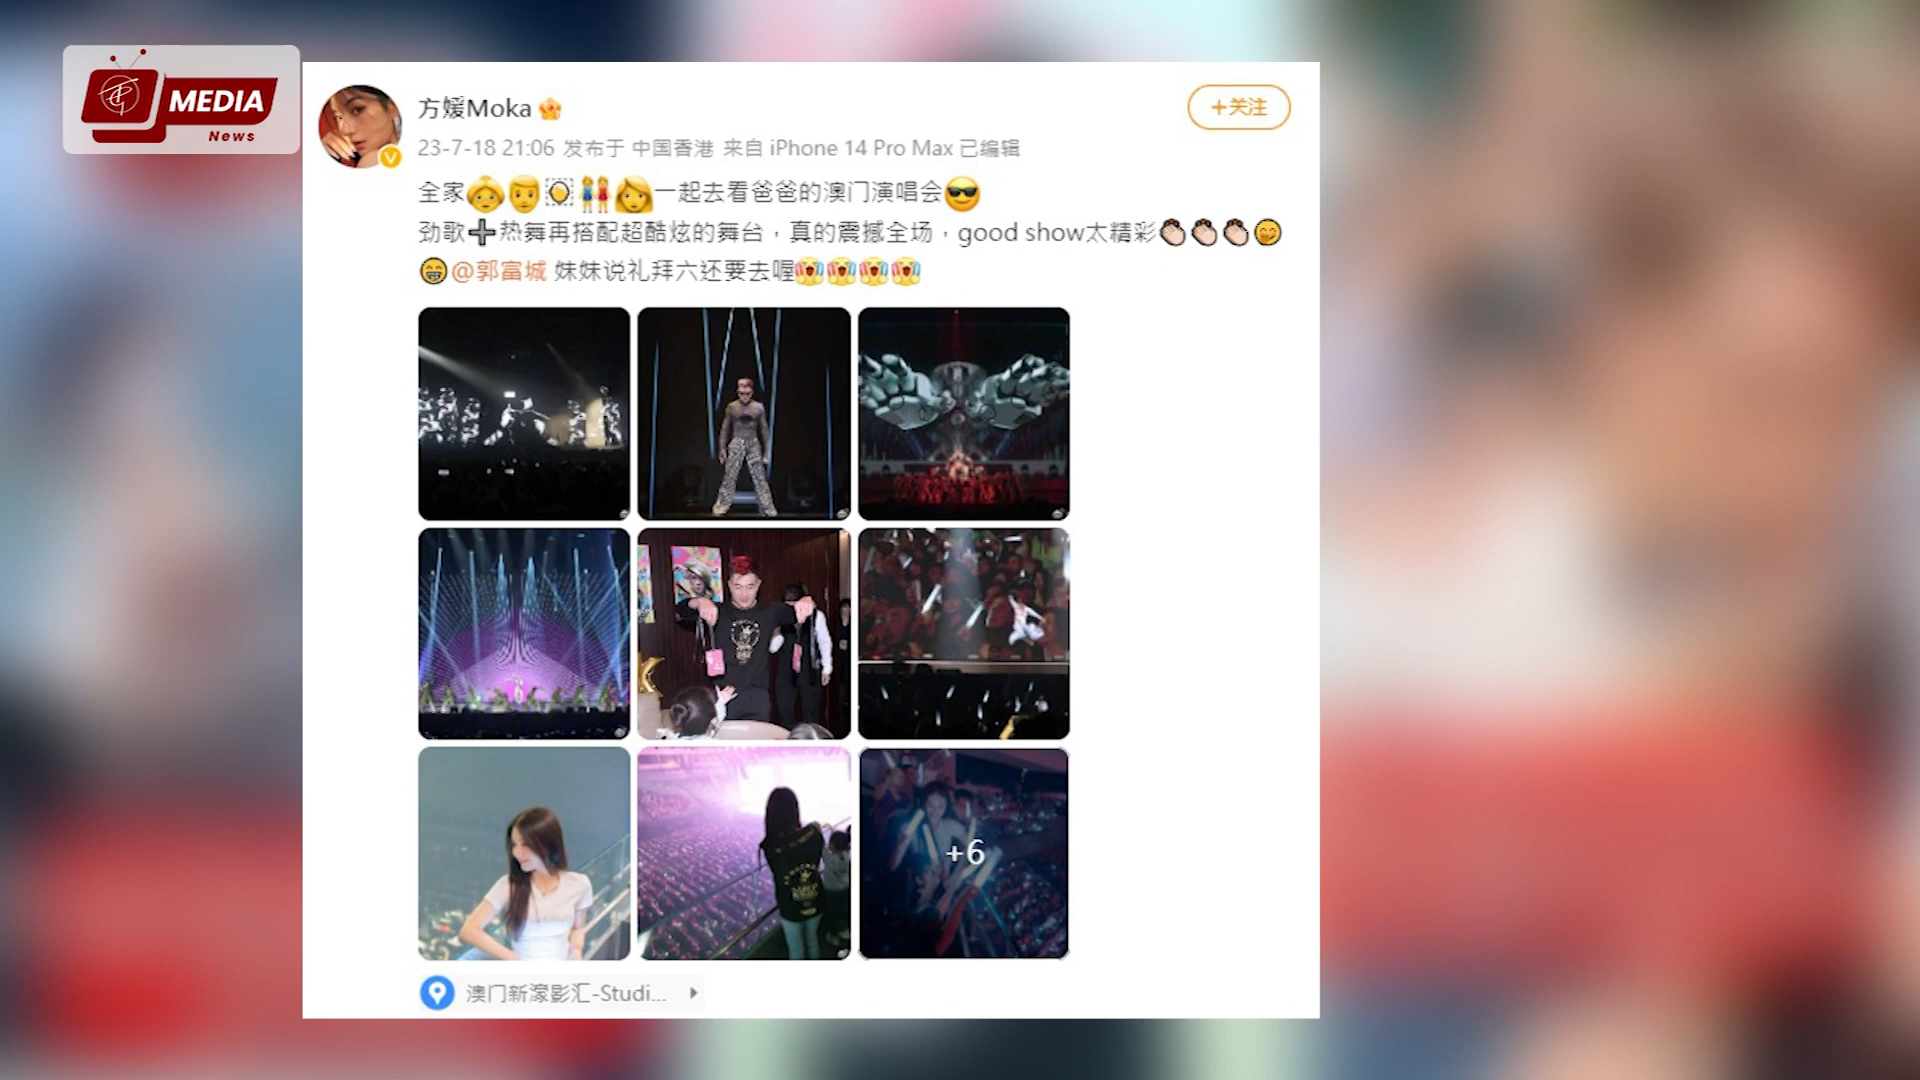 MEDIA
News
方媛Moka
+关注
23-7-18 21:06 发布于 中国香港 来自 iPhone 14 Pro Max 已编辑
全家👵👨👭👩一起去看爸爸的澳门演唱会😎
劲歌➕热舞再搭配超酷炫的舞台，真的震撼全场，good show太精彩👏🏻👏🏻👏🏻🤭
😁@郭富城 妹妹说礼拜六还要去喔
+6
澳门新濠影汇-Studi...